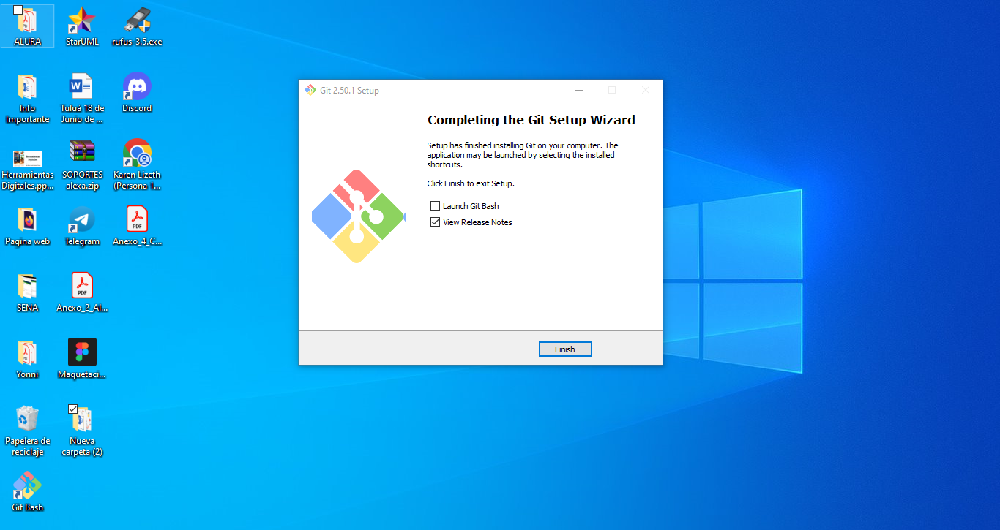 ALURA
StarUML
rufus-3.5.exe
Info
Importante
Tuluá 18 de
Junio de ...
Discord
Herramientas
Digitales.pp...
SOPORTES
alexa.zip
Karen Lizeth
(Persona 1...
Pagina web
Telegram
PDF
Anexo_4_C...
SENA
PDF
Anexo_2_Al...
Yonni
Maquetaci...
Papelera de
reciclaje
Nueva
carpeta (2)
Git Bash
Git 2.50.1 Setup
Completing the Git Setup Wizard
Setup has finished installing Git on your computer. The
application may be launched by selecting the installed
shortcuts.
Click Finish to exit Setup.
Launch Git Bash
View Release Notes
Finish